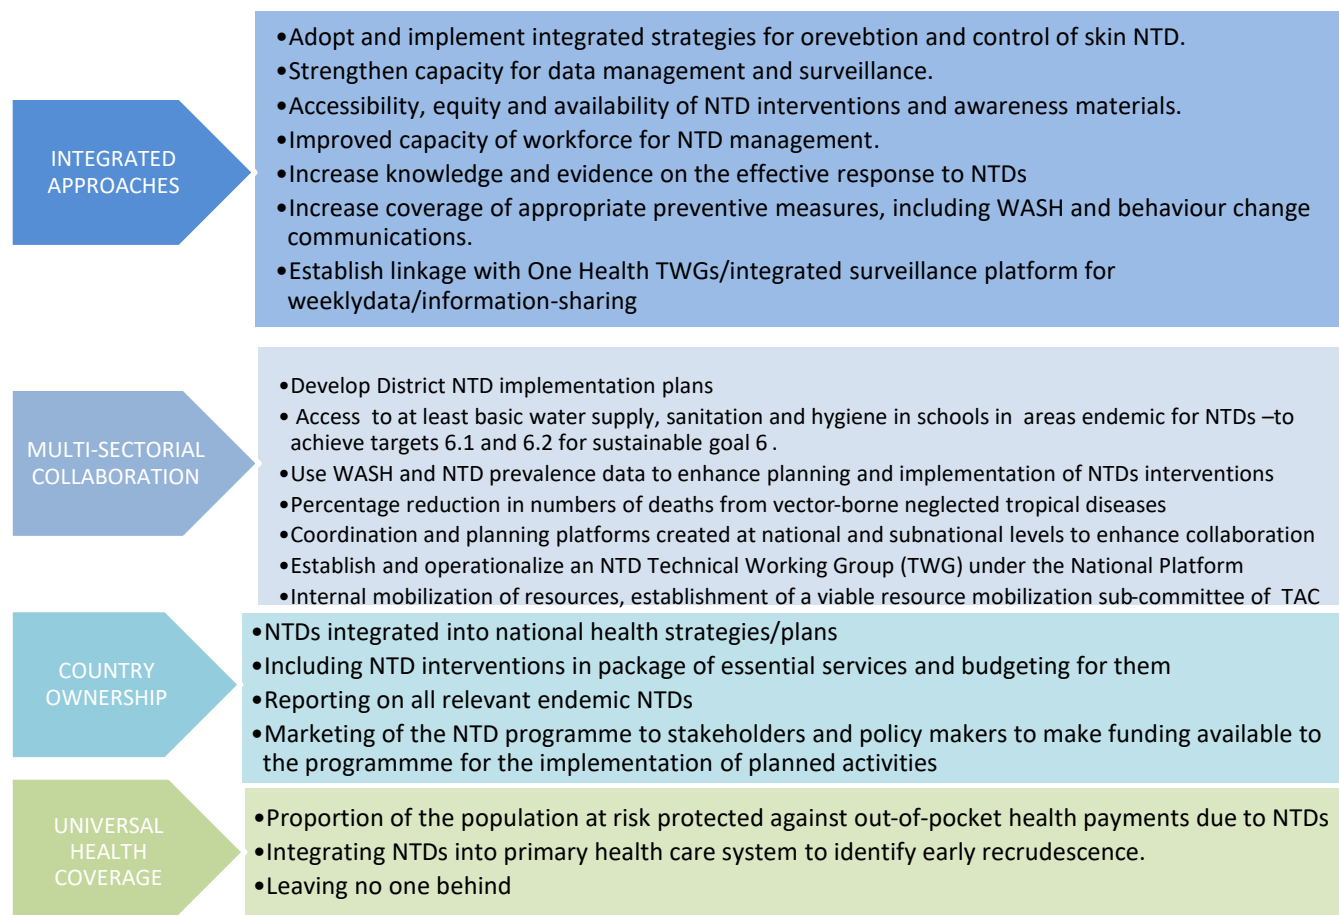 INTEGRATED
APPROACHES
•Adopt and implement integrated strategies for orevebtion and control of skin NTD.
•Strengthen capacity for data management and surveillance.
•Accessibility, equity and availability of NTD interventions and awareness materials.
•Improved capacity of workforce for NTD management.
•Increase knowledge and evidence on the effective response to NTDs
•Increase coverage of appropriate preventive measures, including WASH and behaviour change
communications.
•Establish linkage with One Health TWGs/integrated surveillance platform for
weeklydata/information-sharing
MULTI-SECTORIAL
COLLABORATION
•Develop District NTD implementation plans
• Access to at least basic water supply, sanitation and hygiene in schools in areas endemic for NTDs –to
achieve targets 6.1 and 6.2 for sustainable goal 6 .
•Use WASH and NTD prevalence data to enhance planning and implementation of NTDs interventions
•Percentage reduction in numbers of deaths from vector-borne neglected tropical diseases
•Coordination and planning platforms created at national and subnational levels to enhance collaboration
•Establish and operationalize an NTD Technical Working Group (TWG) under the National Platform
•Internal mobilization of resources, establishment of a viable resource mobilization sub-committee of TAC
COUNTRY
OWNERSHIP
•NTDs integrated into national health strategies/plans
•Including NTD interventions in package of essential services and budgeting for them
•Reporting on all relevant endemic NTDs
•Marketing of the NTD programme to stakeholders and policy makers to make funding available to
the programmme for the implementation of planned activities
UNIVERSAL
HEALTH
COVERAGE
•Proportion of the population at risk protected against out-of-pocket health payments due to NTDs
•Integrating NTDs into primary health care system to identify early recrudescence.
•Leaving no one behind